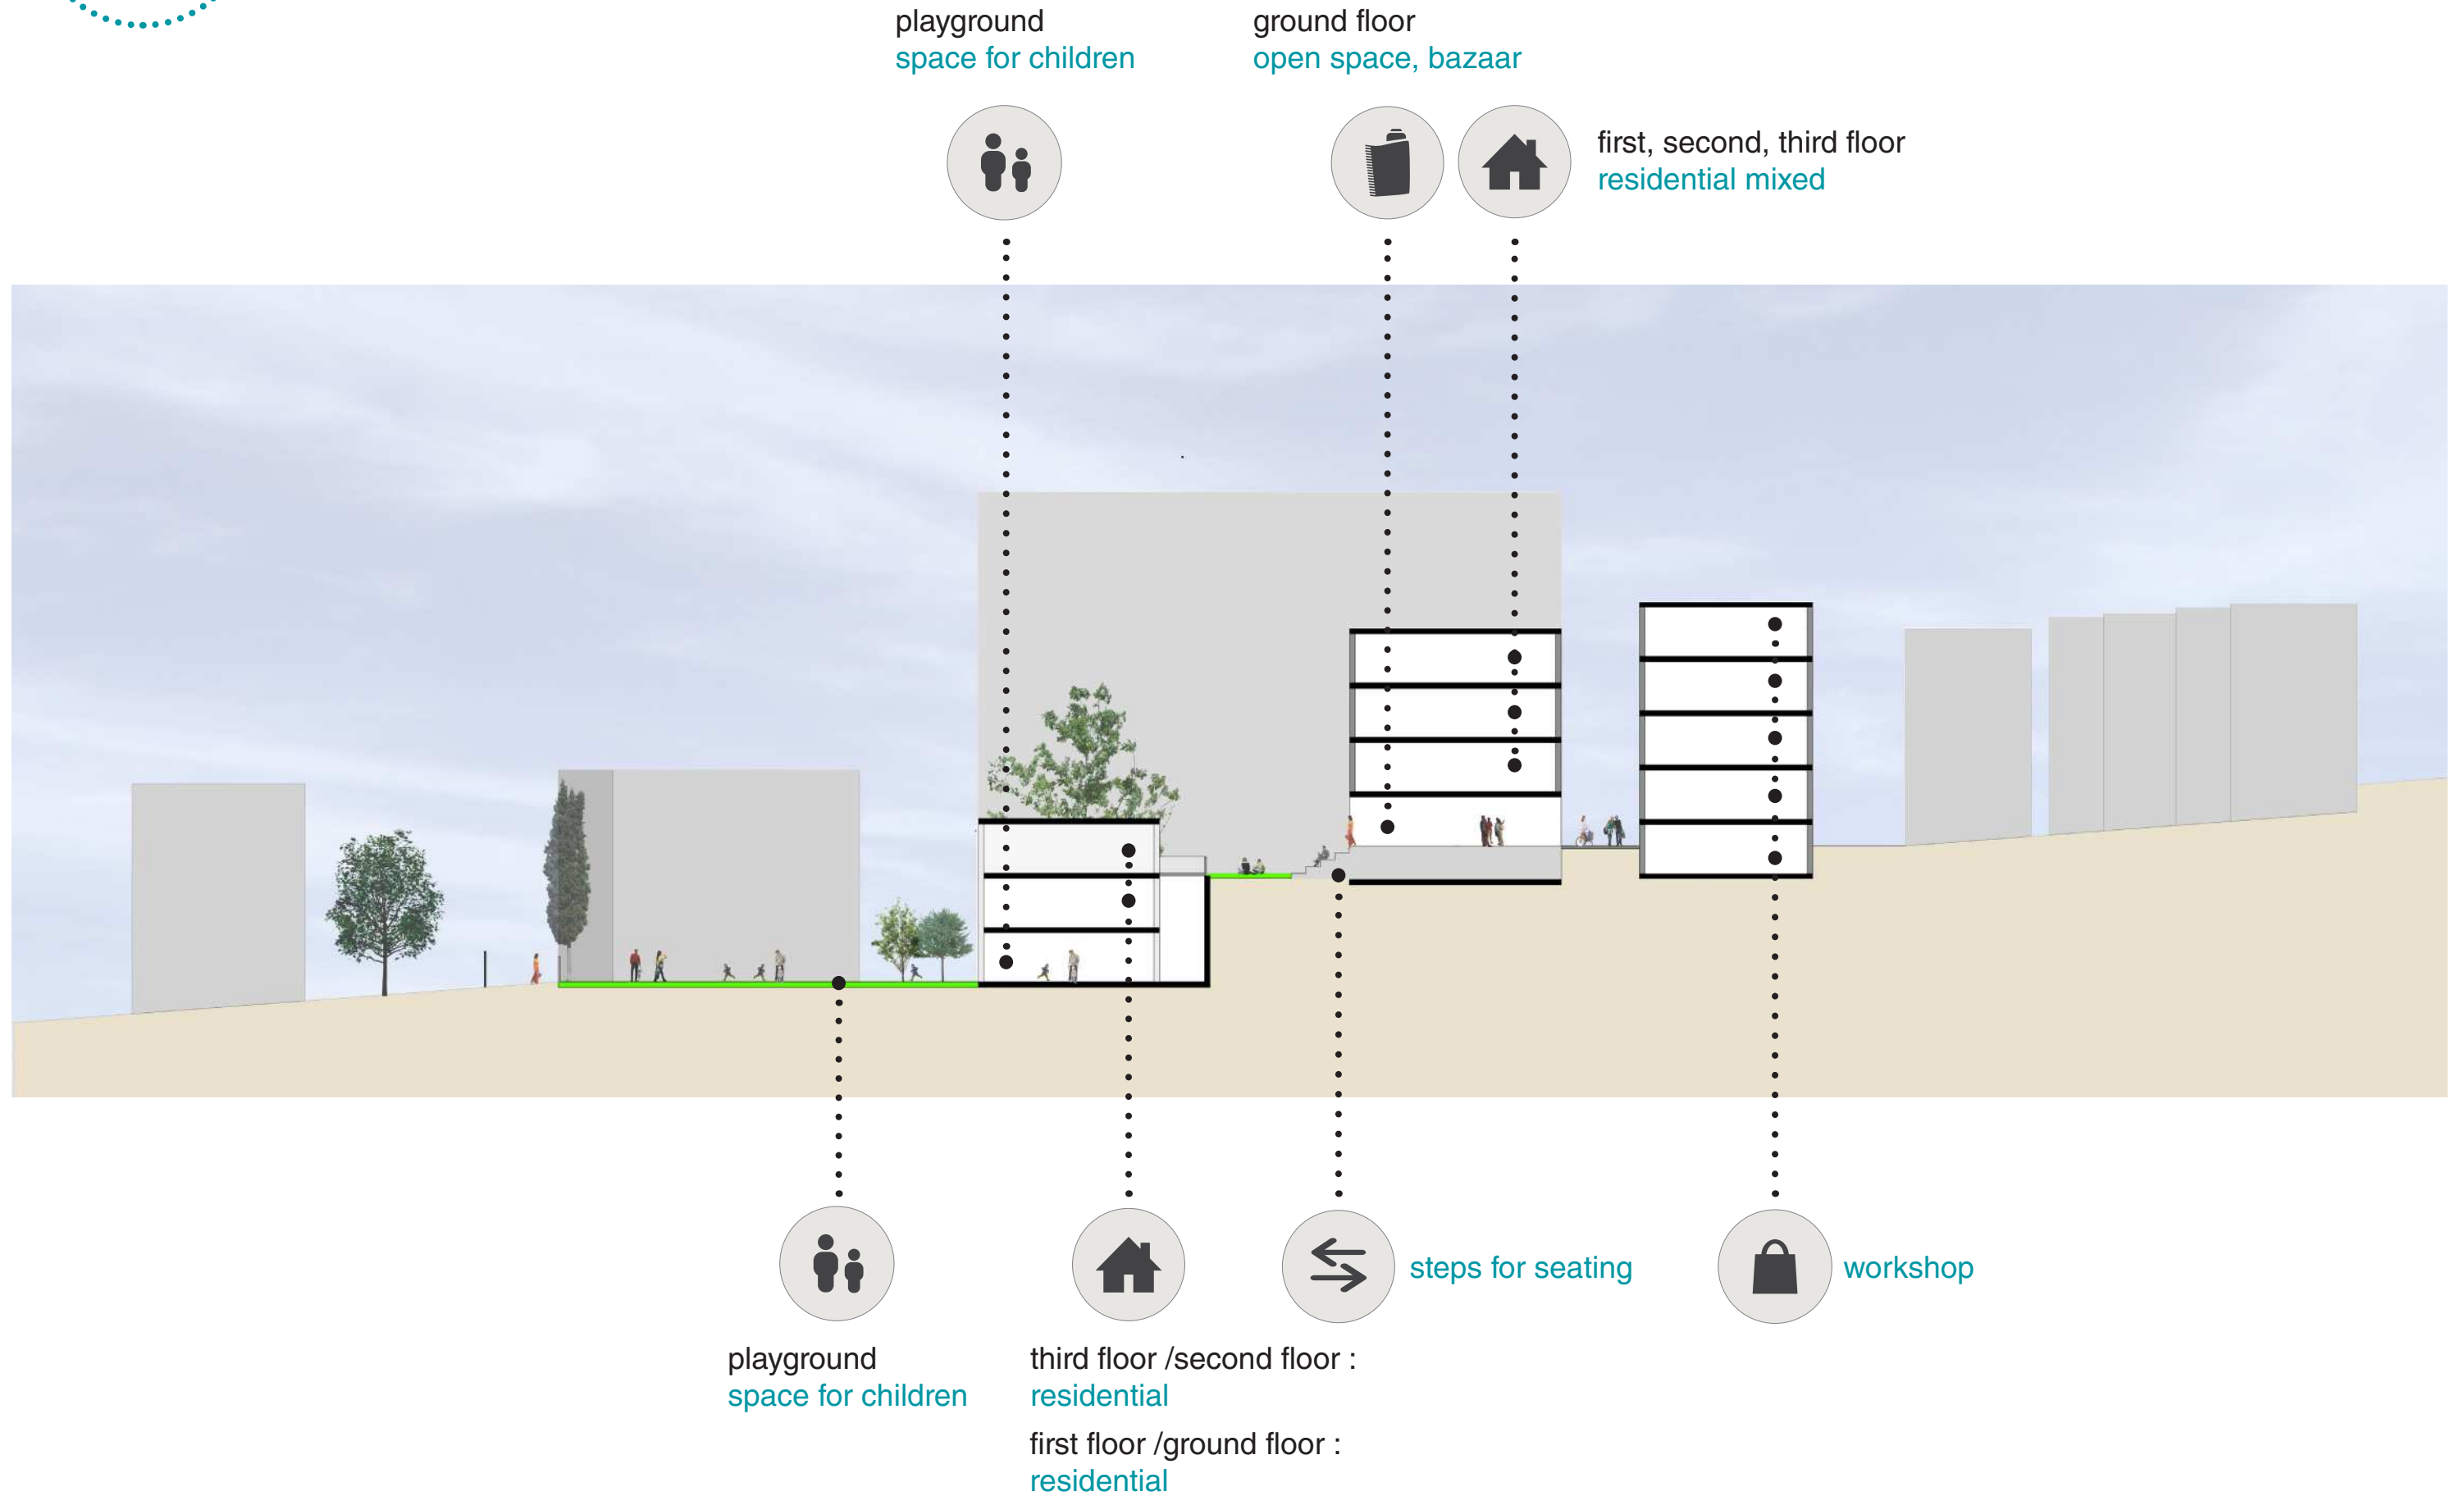 playground
space for children
ground floor
open space, bazaar
first, second, third floor
residential mixed
steps for seating
workshop
playground
space for children
third floor /second floor :
residential
first floor /ground floor :
residential